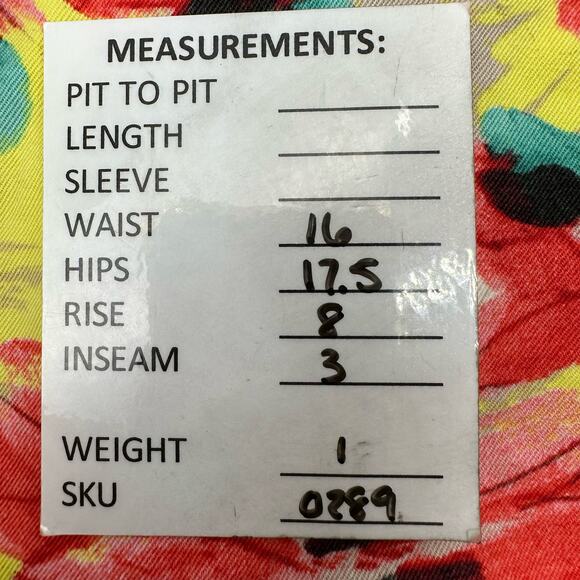 MEASUREMENTS:
PIT TO PIT
LENGTH
SLEEVE
WAIST 16
HIPS 17.5
RISE 8
INSEAM 3
WEIGHT 1
SKU 0289